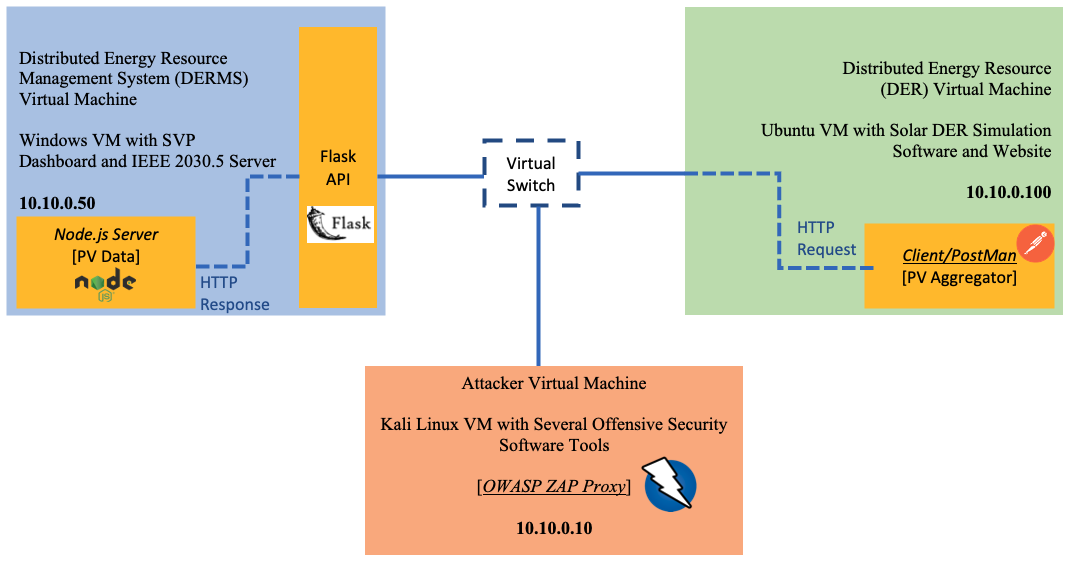 Distributed Energy Resource
Management System (DERMS)
Virtual Machine
Windows VM with SVP
Dashboard and IEEE 2030.5 Server
10.10.0.50
Node.js Server
[PV Data]
node
JS
HTTP
Response
Flask
API
Flask
Virtual
Switch
Distributed Energy Resource
(DER) Virtual Machine
Ubuntu VM with Solar DER Simulation
Software and Website
10.10.0.100
HTTP
Request
Client/PostMan
[PV Aggregator]
Attacker Virtual Machine
Kali Linux VM with Several Offensive Security
Software Tools
[OWASP ZAP Proxy]
10.10.0.10